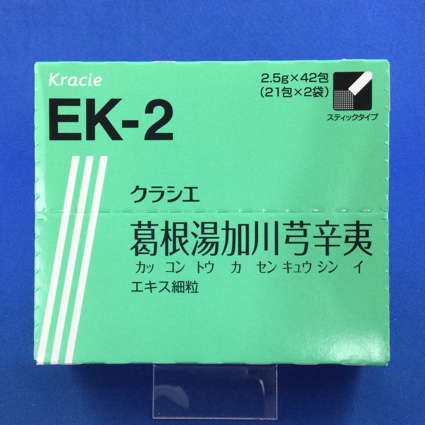 Kracie
2.5g×42包
(21包×2袋)
スティックタイプ
EK-2
クラシエ
葛根湯加川芎辛夷
カッ コン トウ カ セン キュウ シン イ
エキス細粒